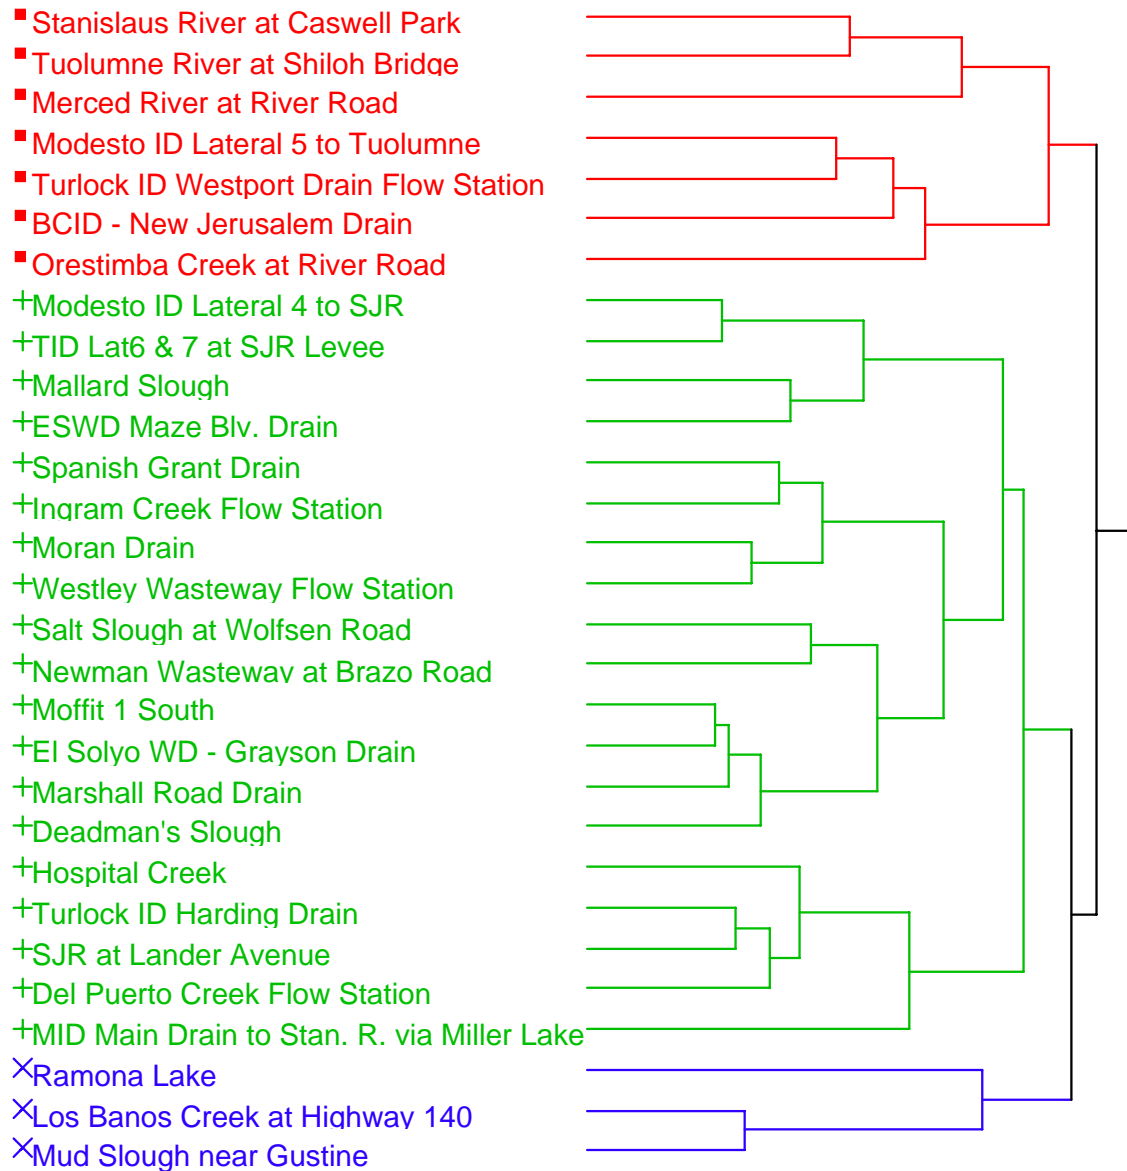 Stanislaus River at Caswell Park
Tuolumne River at Shiloh Bridge
Merced River at River Road
Modesto ID Lateral 5 to Tuolumne
Turlock ID Westport Drain Flow Station
BCID - New Jerusalem Drain
Orestimba Creek at River Road
Modesto ID Lateral 4 to SJR
TID Lat6 & 7 at SJR Levee
Mallard Slough
ESWD Maze Blv. Drain
Spanish Grant Drain
Ingram Creek Flow Station
Moran Drain
Westley Wasteway Flow Station
Salt Slough at Wolfsen Road
Newman Wasteway at Brazo Road
Moffit 1 South
El Solyo WD - Grayson Drain
Marshall Road Drain
Deadman's Slough
Hospital Creek
Turlock ID Harding Drain
SJR at Lander Avenue
Del Puerto Creek Flow Station
MID Main Drain to Stan. R. via Miller Lake
Ramona Lake
Los Banos Creek at Highway 140
Mud Slough near Gustine